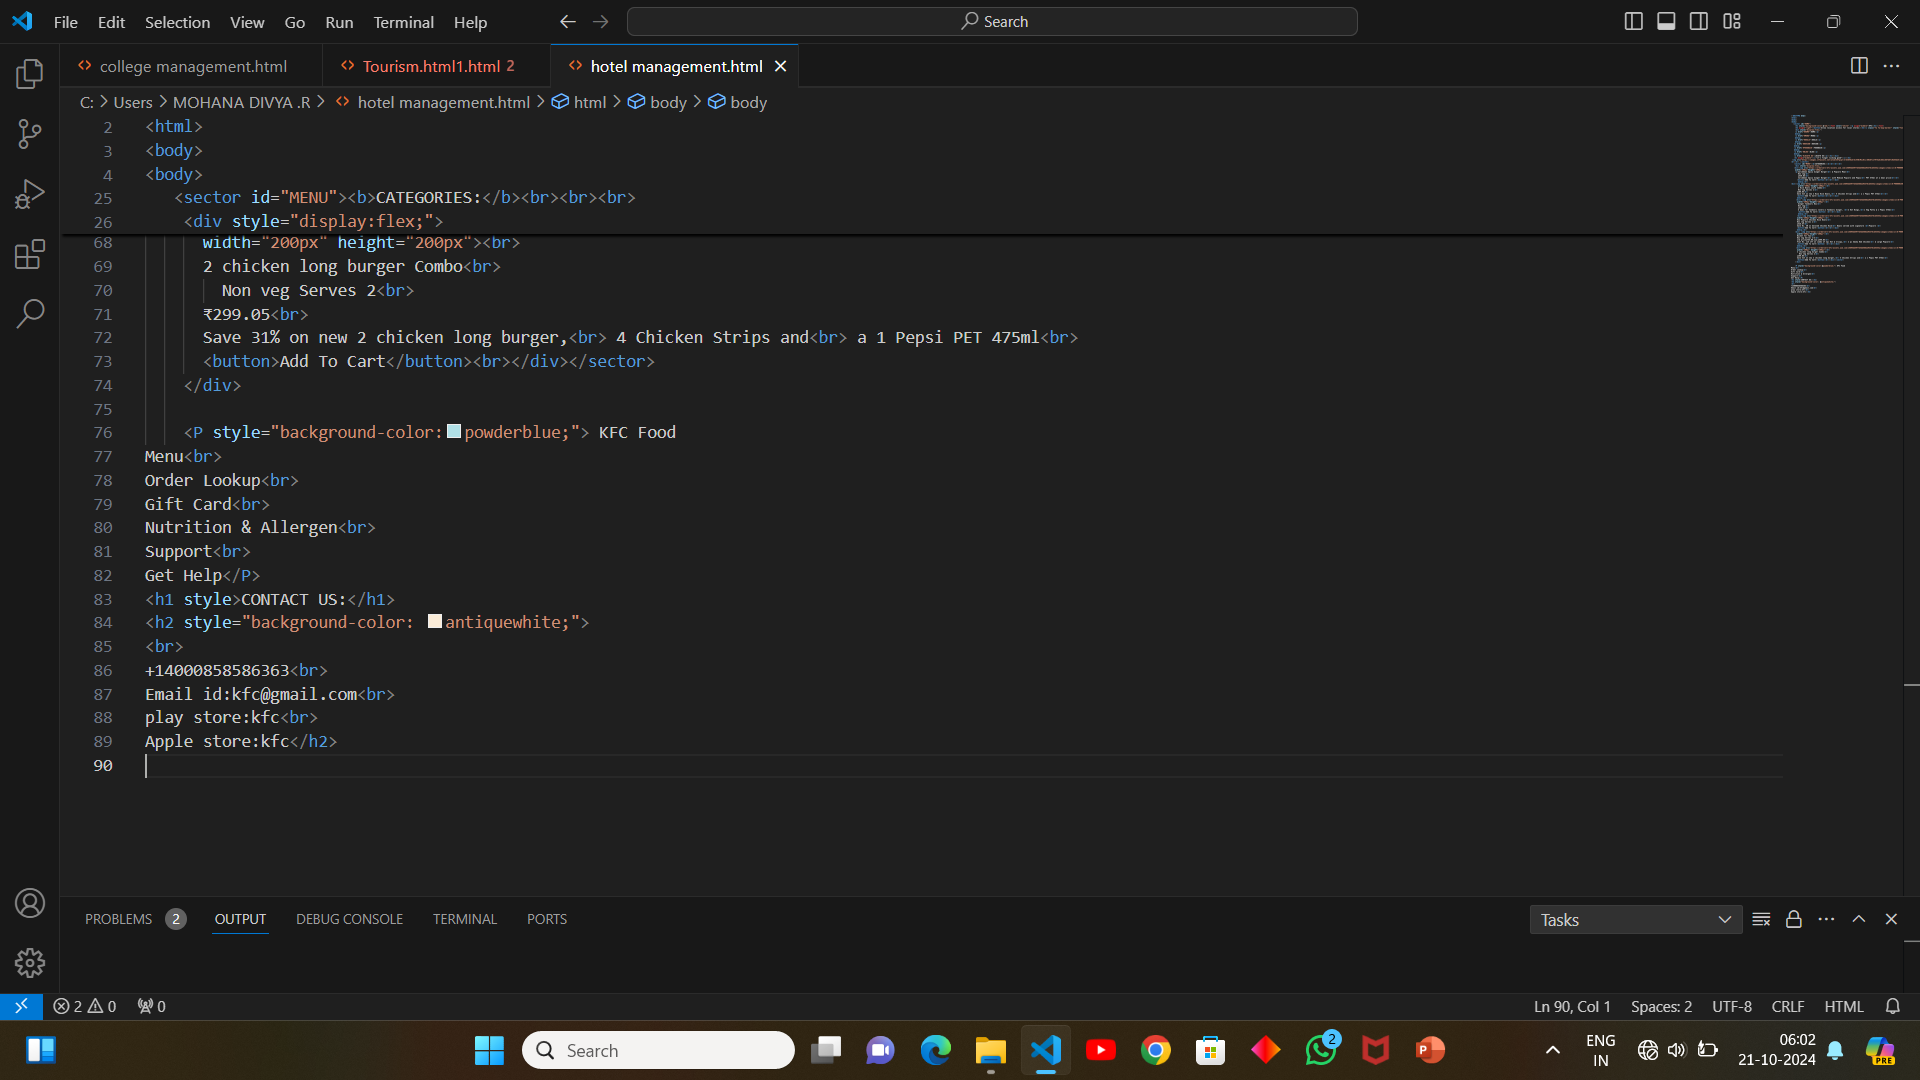 File Edit Selection View Go Run Terminal Help Search
college management.html Tourism.html1.html 2 hotel management.html
C: > Users > MOHANA DIVYA .R > hotel management.html > html > body > body
2 <html>
3 <body>
4 <body>
25 <sector id="MENU"><b>CATEGORIES:</b><br><br><br>
26 <div style="display:flex;">
68 width="200px" height="200px"><br>
69 2 chicken long burger Combo<br>
70 Non veg Serves 2<br>
71 ₹299.05<br>
72 Save 31% on new 2 chicken long burger,<br> 4 Chicken Strips and<br> a 1 Pepsi PET 475ml<br>
73 <button>Add To Cart</button><br></div></sector>
74 </div>
75
76 <P style="background-color: powderblue;"> KFC Food
77 Menu<br>
78 Order Lookup<br>
79 Gift Card<br>
80 Nutrition & Allergen<br>
81 Support<br>
82 Get Help</P>
83 <h1 style>CONTACT US:</h1>
84 <h2 style="background-color: antiquewhite;">
85 <br>
86 +14000858586363<br>
87 Email id:kfc@gmail.com<br>
88 play store:kfc<br>
89 Apple store:kfc</h2>
90
PROBLEMS 2 OUTPUT DEBUG CONSOLE TERMINAL PORTS Tasks
2 0 0 Ln 90, Col 1 Spaces: 2 UTF-8 CRLF HTML
Search 2 ENG IN 06:02 21-10-2024 PRE